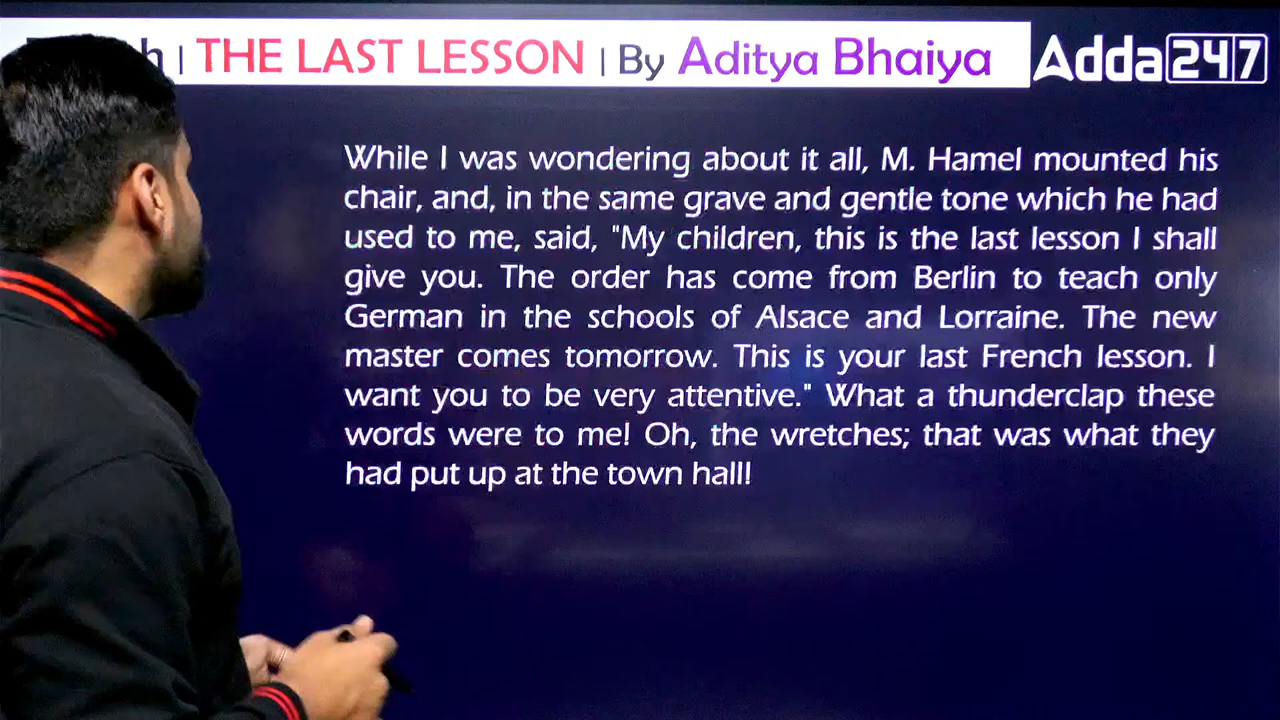 | THE LAST LESSON | By Aditya Bhaiya
Adda247
While I was wondering about it all, M. Hamel mounted his
chair, and, in the same grave and gentle tone which he had
used to me, said, "My children, this is the last lesson I shall
give you. The order has come from Berlin to teach only
German in the schools of Alsace and Lorraine. The new
master comes tomorrow. This is your last French lesson. I
want you to be very attentive." What a thunderclap these
words were to me! Oh, the wretches; that was what they
had put up at the town hall!